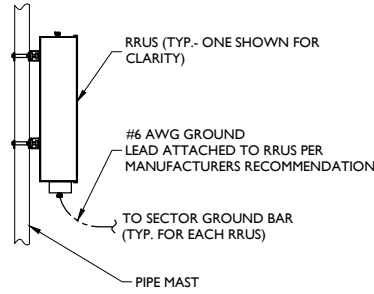 RRUS (TYP.- ONE SHOWN FOR
CLARITY)
#6 AWG GROUND
LEAD ATTACHED TO RRUS PER
MANUFACTURERS RECOMMENDATION
TO SECTOR GROUND BAR
(TYP. FOR EACH RRUS)
PIPE MAST